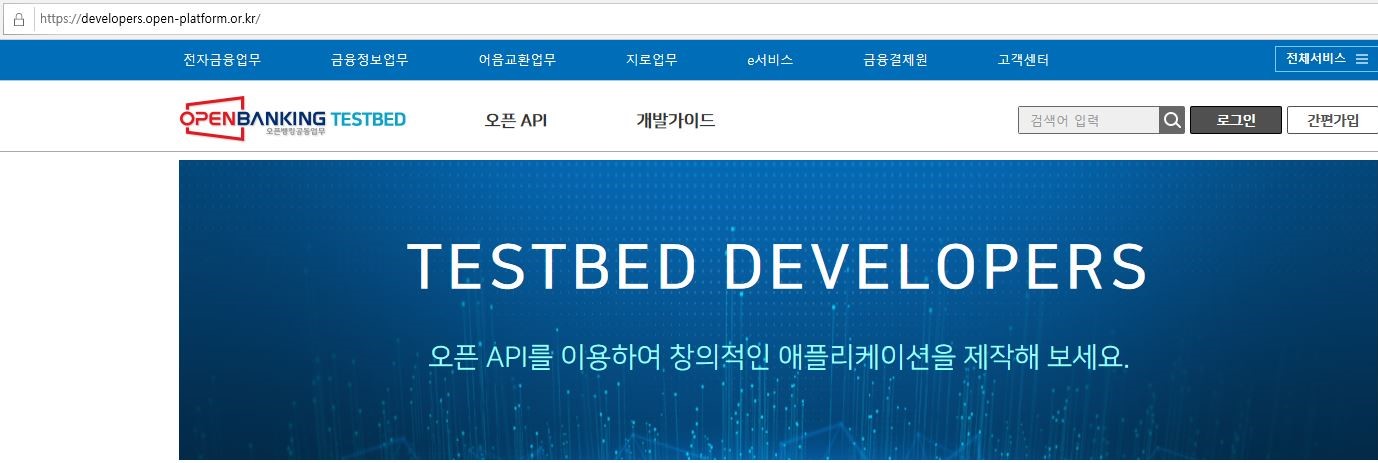 https://developers.open-platform.or.kr/
전자금융업무 금융정보업무 어음교환업무 지로업무 e서비스 금융결제원 고객센터 전체서비스
OPENBANKING TESTBED 오픈 API 개발가이드 검색어 입력 로그인 간편가입
오픈뱅킹공동업무
TESTBED DEVELOPERS
오픈 API를 이용하여 창의적인 애플리케이션을 제작해 보세요.